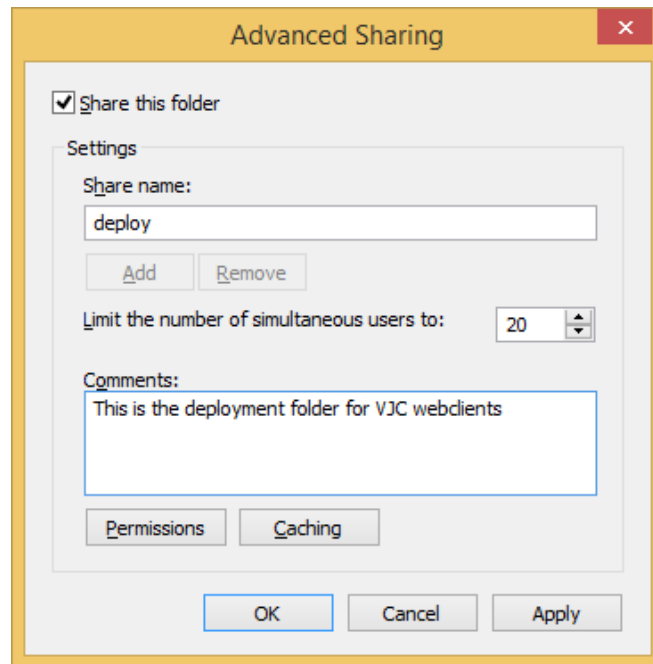 Advanced Sharing
Share this folder
Settings
Share name:
deploy
Add Remove
Limit the number of simultaneous users to: 20
Comments:
This is the deployment folder for VJC webclients
Permissions Caching
OK Cancel Apply